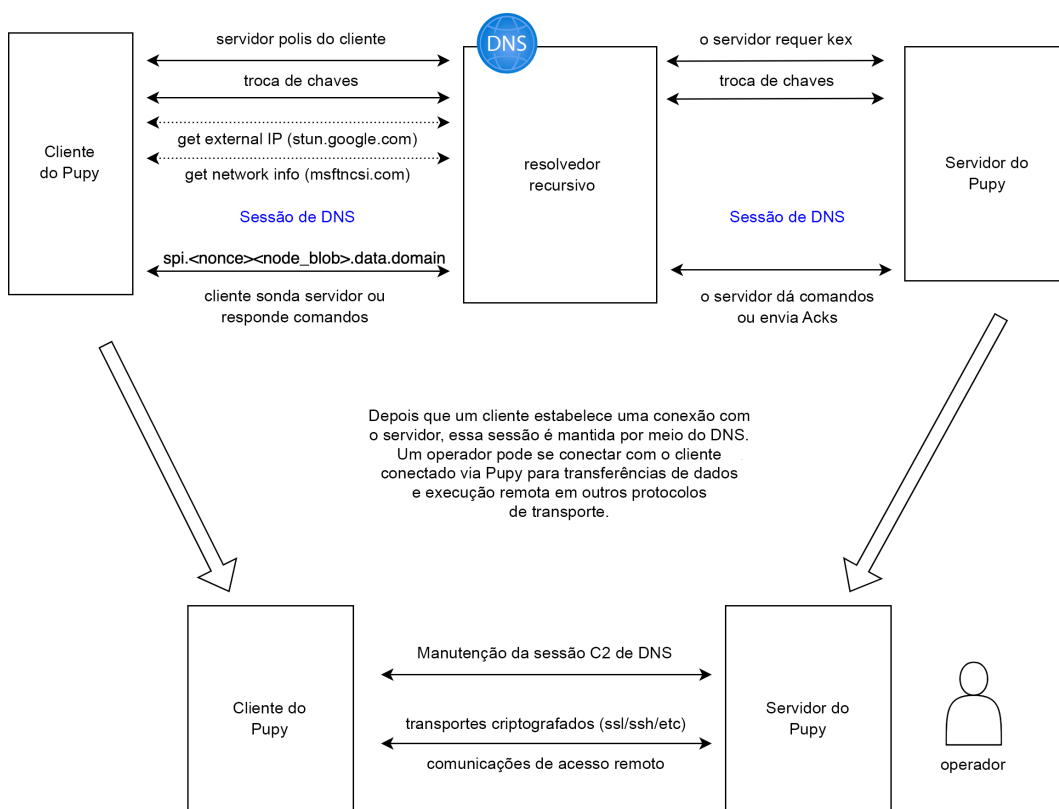 DNS
servidor polis do cliente
o servidor requer kex
troca de chaves
troca de chaves
get external IP (stun.google.com)
get network info (msftncsi.com)
Cliente
do Pupy
resolvedor
recursivo
Servidor do
Pupy
Sessão de DNS
Sessão de DNS
spi.<nonce><node_blob>.data.domain
cliente sonda servidor ou
responde comandos
o servidor dá comandos
ou envia Acks
Depois que um cliente estabelece uma conexão com
o servidor, essa sessão é mantida por meio do DNS.
Um operador pode se conectar com o cliente
conectado via Pupy para transferências de dados
e execução remota em outros protocolos
de transporte.
Manutenção da sessão C2 de DNS
Cliente do
Pupy
transportes criptografados (ssl/ssh/etc)
comunicações de acesso remoto
Servidor do
Pupy
operador